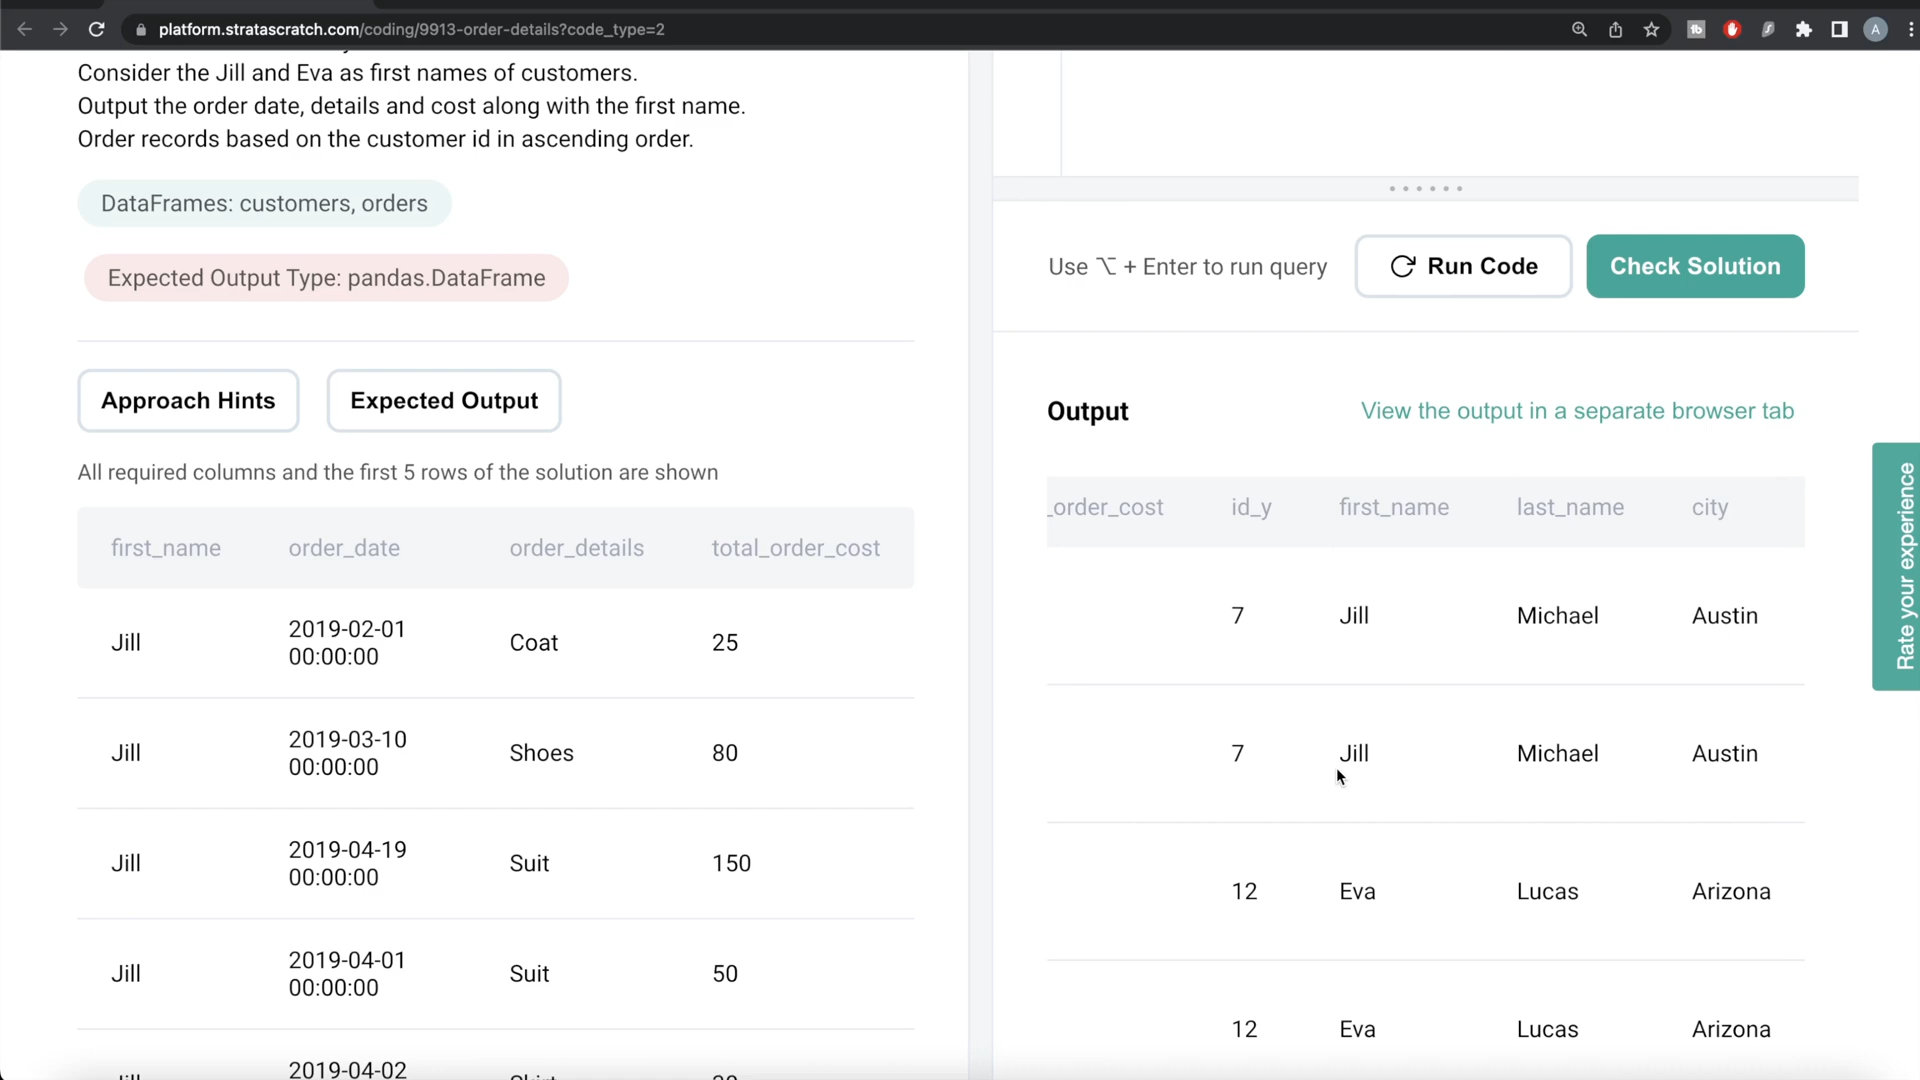 platform.stratascratch.com/coding/9913-order-details?code_type=2
tb
A
Consider the Jill and Eva as first names of customers.
Output the order date, details and cost along with the first name.
Order records based on the customer id in ascending order.
DataFrames: customers, orders
Expected Output Type: pandas.DataFrame
Approach Hints
Expected Output
All required columns and the first 5 rows of the solution are shown
first_name order_date order_details total_order_cost
Jill 2019-02-01 00:00:00 Coat 25
Jill 2019-03-10 00:00:00 Shoes 80
Jill 2019-04-19 00:00:00 Suit 150
Jill 2019-04-01 00:00:00 Suit 50
2019-04-02
Use ⌥ + Enter to run query
Run Code
Check Solution
Output
View the output in a separate browser tab
_order_cost id_y first_name last_name city
7 Jill Michael Austin
7 Jill Michael Austin
12 Eva Lucas Arizona
12 Eva Lucas Arizona
Rate your experience